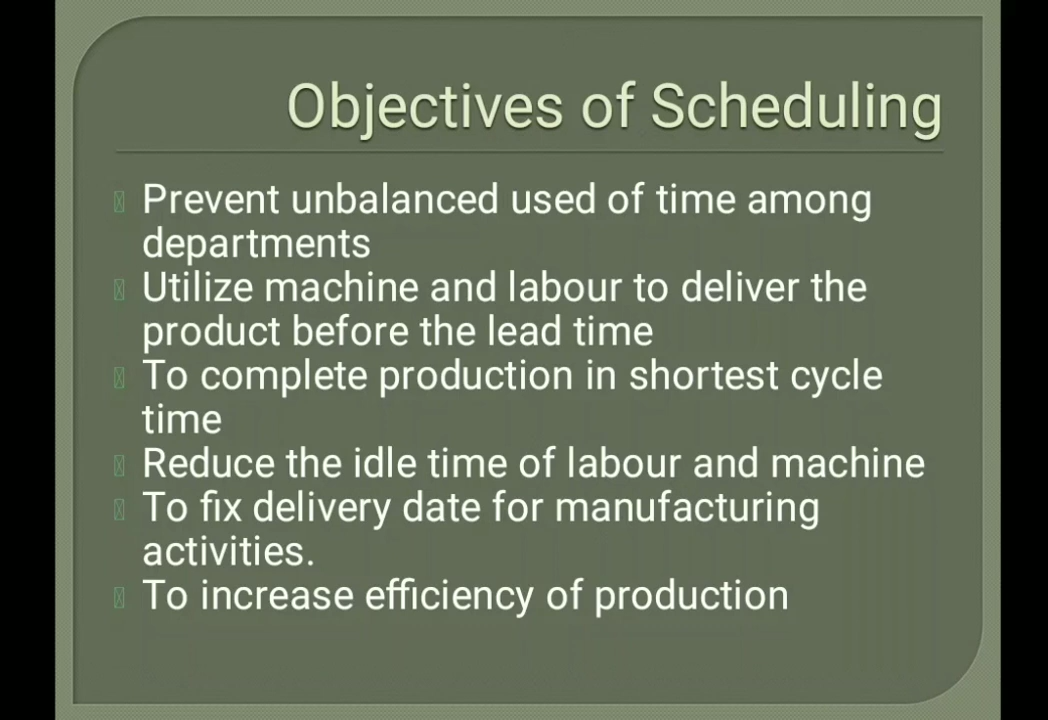 Objectives of Scheduling
Prevent unbalanced used of time among
departments
Utilize machine and labour to deliver the
product before the lead time
To complete production in shortest cycle
time
Reduce the idle time of labour and machine
To fix delivery date for manufacturing
activities.
To increase efficiency of production